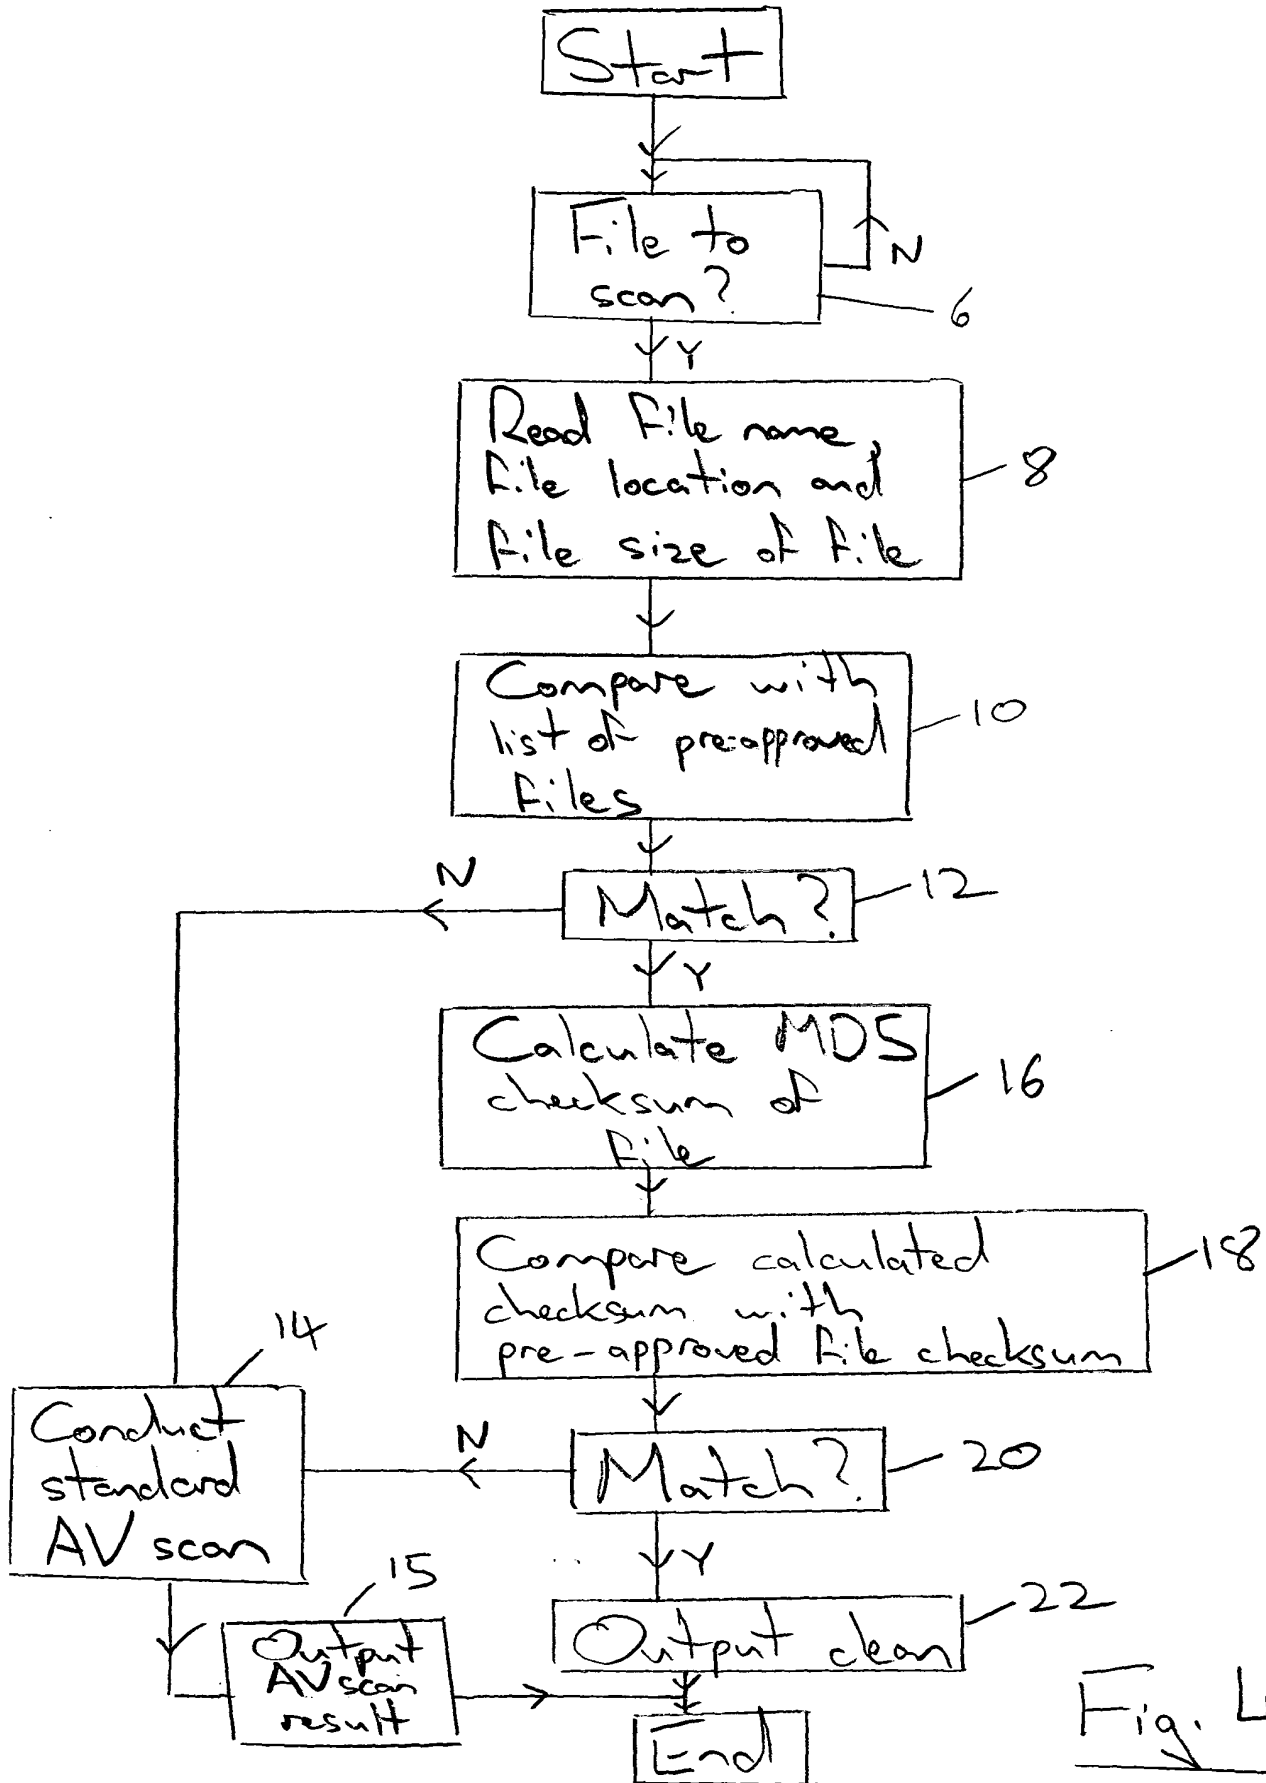 Start
File to
scan?
N
6
Y
Read File name,
File location and
File size of File
8
Compare with
list of pre-approved
Files
10
N
Match?
12
Y
Calculate MD5
checksum of
File
16
Compare calculated
checksum with
pre-approved File checksum
18
14
Conduct
standard
AV scan
N
Match?
20
Y
15
Output
AV scan
result
Output clean
22
End
Fig.